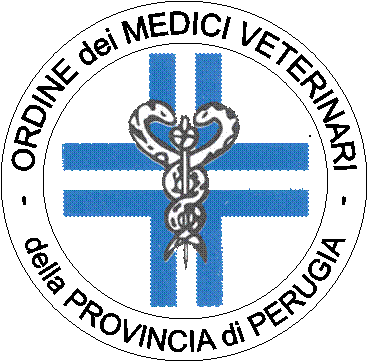 ORDINE dei MEDICI VETERINARI
- della PROVINCIA di PERUGIA -